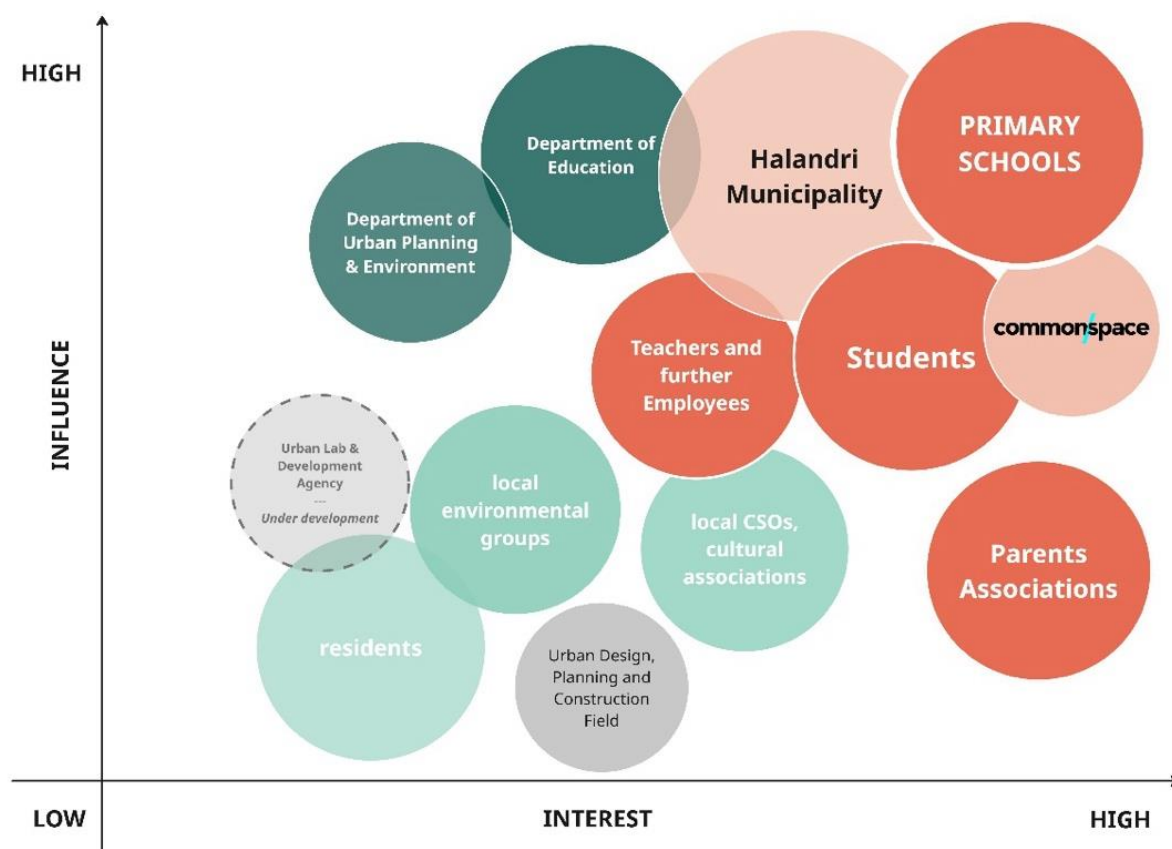 HIGH
PRIMARY
SCHOOLS
Halandri
Municipality
Department of
Education
Department of
Urban Planning
& Environment
common/space
Students
Teachers and
further
Employees
INFLUENCE
Urban Lab &
Development
Agency
---
Under development
local
environmental
groups
local CSOs,
cultural
associations
Parents
Associations
residents
Urban Design,
Planning and
Construction
Field
LOW
INTEREST
HIGH